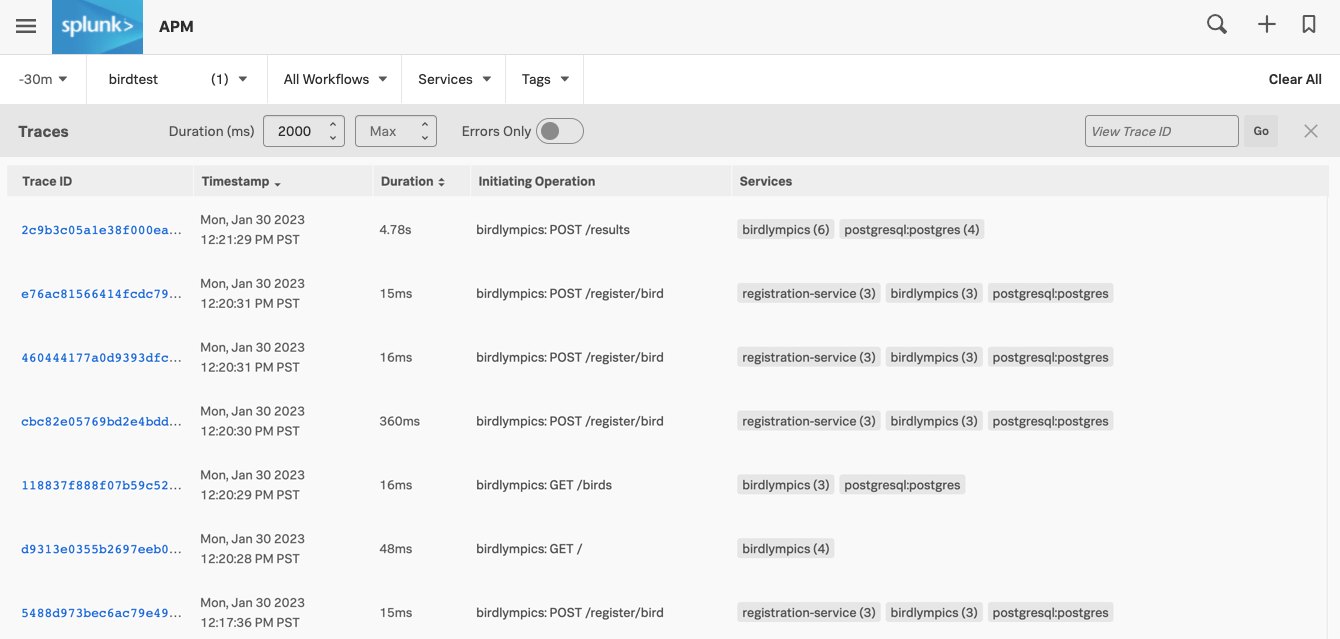 splunk> APM
-30m birdtest (1) All Workflows Services Tags Clear All
Traces Duration (ms) 2000 Max Errors Only View Trace ID Go
Trace ID Timestamp Duration Initiating Operation Services
Mon, Jan 30 2023
2c9b3c05a1e38f000ea... 4.78s birdlympics: POST /results birdlympics (6) postgresql:postgres (4)
12:21:29 PM PST
Mon, Jan 30 2023
e76ac81566414fcdc79... 15ms birdlympics: POST /register/bird registration-service (3) birdlympics (3) postgresql:postgres
12:20:31 PM PST
Mon, Jan 30 2023
460444177a0d9393dfc... 16ms birdlympics: POST /register/bird registration-service (3) birdlympics (3) postgresql:postgres
12:20:31 PM PST
Mon, Jan 30 2023
cbc82e05769bd2e4bdd... 360ms birdlympics: POST /register/bird registration-service (3) birdlympics (3) postgresql:postgres
12:20:30 PM PST
Mon, Jan 30 2023
118837f888f07b59c52... 16ms birdlympics: GET /birds birdlympics (3) postgresql:postgres
12:20:29 PM PST
Mon, Jan 30 2023
d9313e0355b2697eeb0... 48ms birdlympics: GET / birdlympics (4)
12:20:28 PM PST
Mon, Jan 30 2023
5488d973bec6ac79e49... 15ms birdlympics: POST /register/bird registration-service (3) birdlympics (3) postgresql:postgres
12:17:36 PM PST